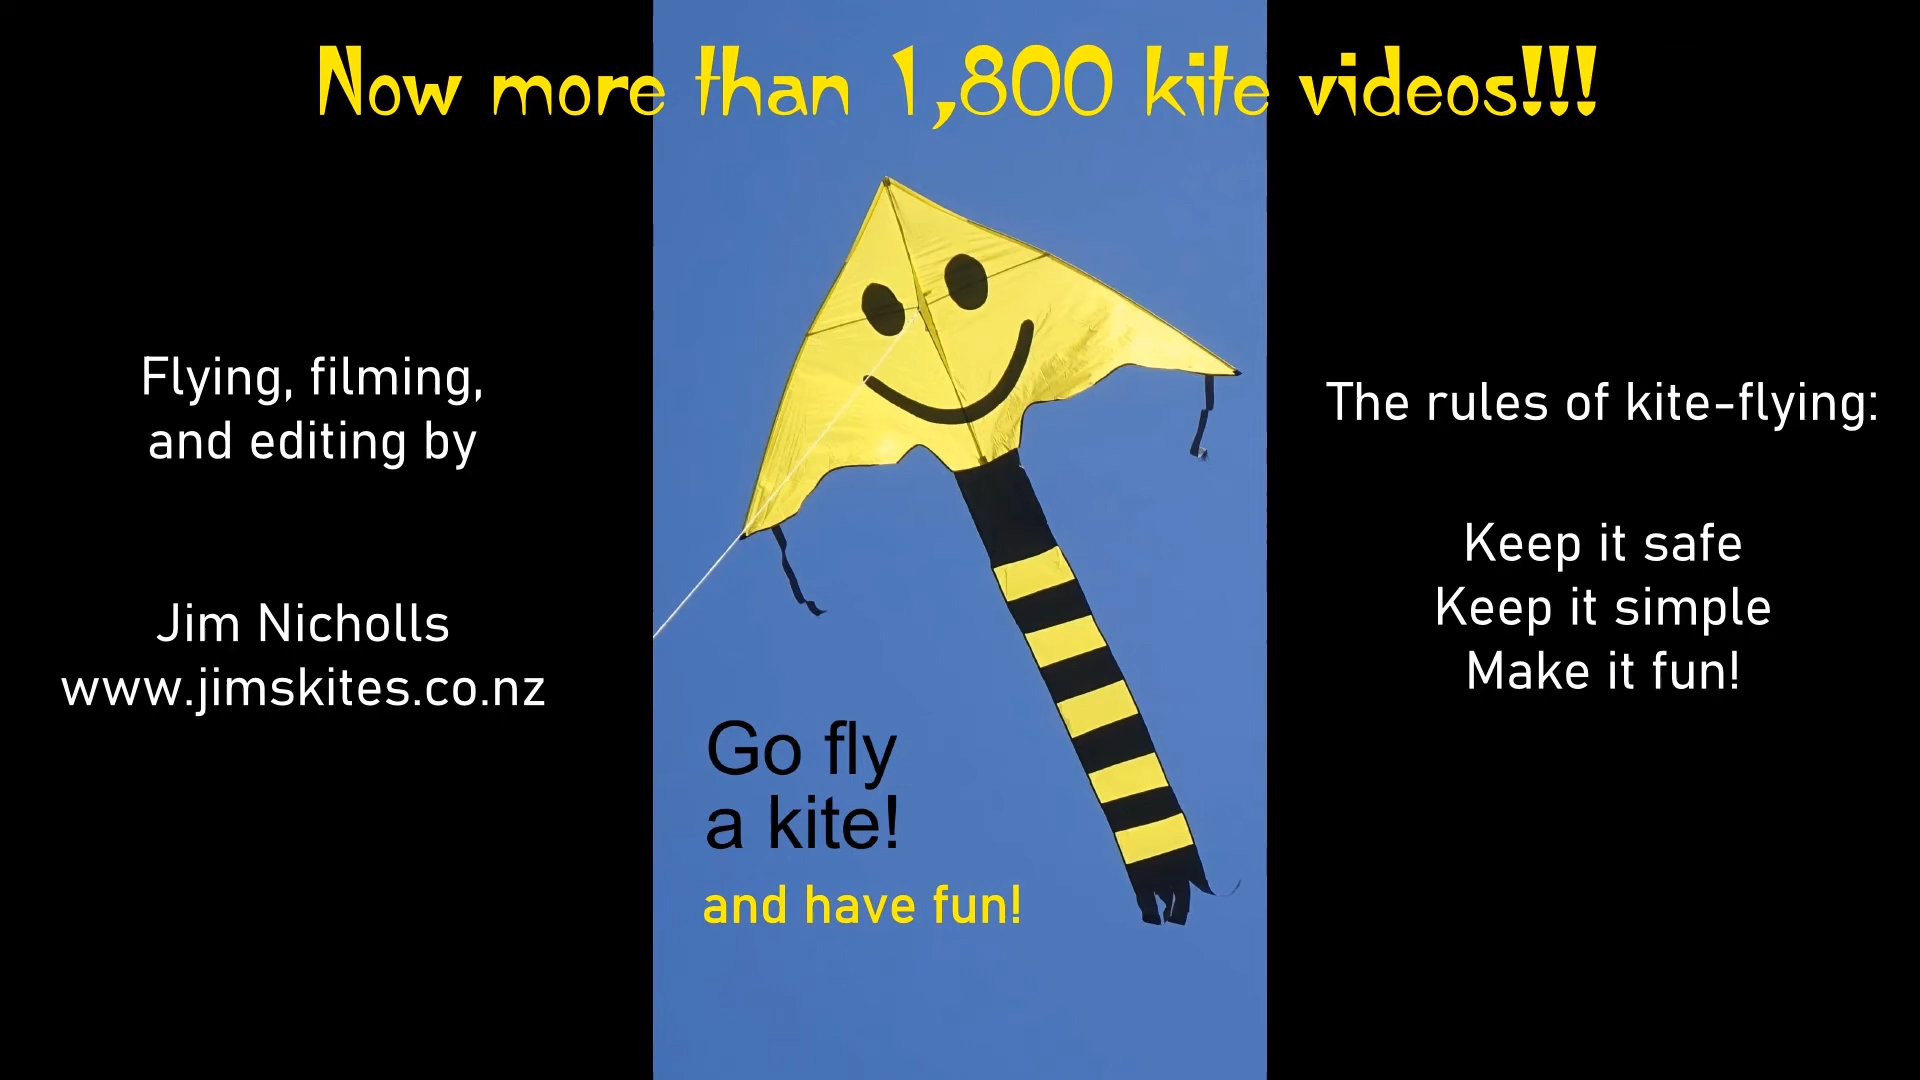 Now more than 1,800 kite videos!!!
Flying, filming,
and editing by
Jim Nicholls
www.jimskites.co.nz
Go fly
a kite!
and have fun!
The rules of kite-flying:
Keep it safe
Keep it simple
Make it fun!